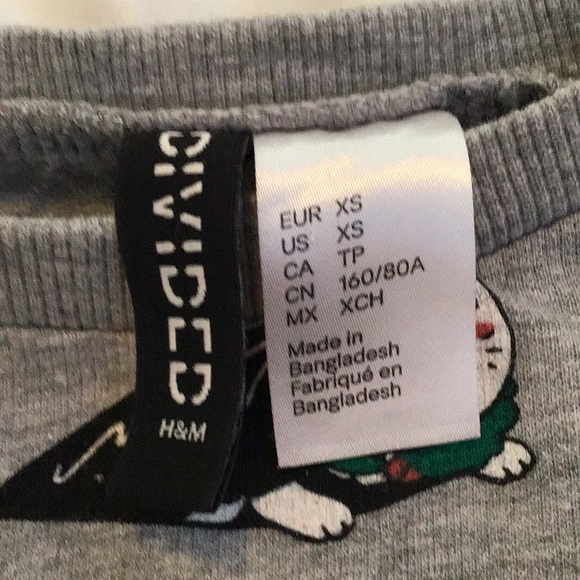 DIVIDED
H&M
EUR XS
US XS
CA TP
CN 160/80A
MX XCH
Made in
Bangladesh
Fabriqué en
Bangladesh